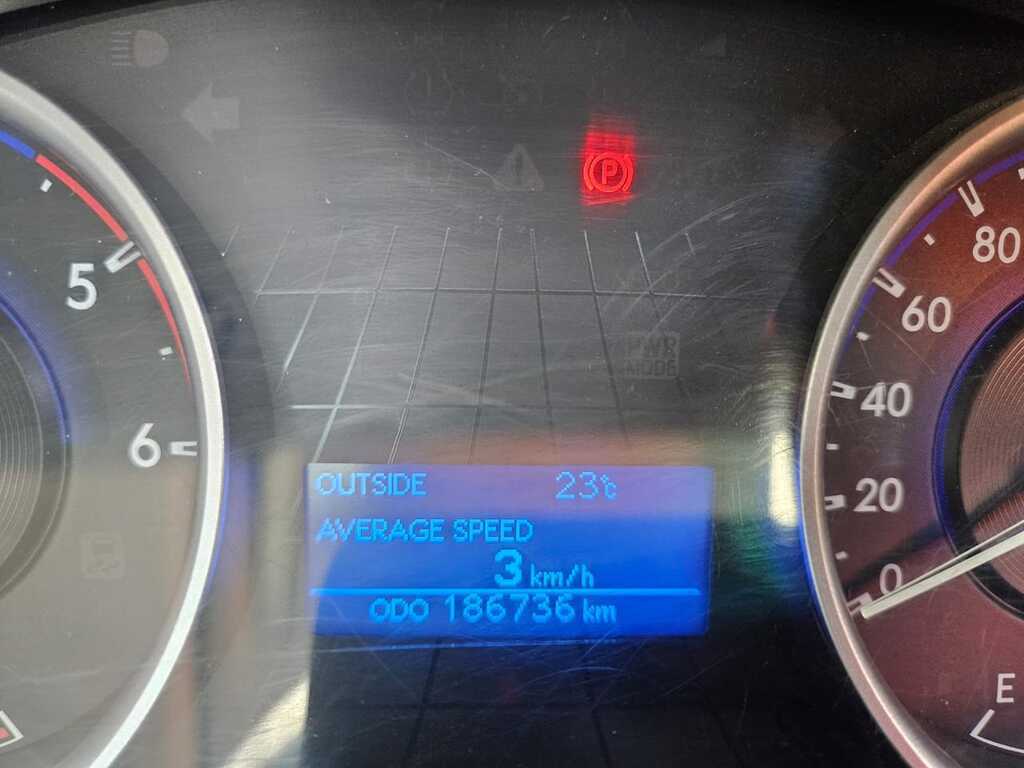 P
5
6
80
60
40
20
0
E
PWR
MODE
OUTSIDE 23℃
AVERAGE SPEED
3 km/h
ODO 186736 km